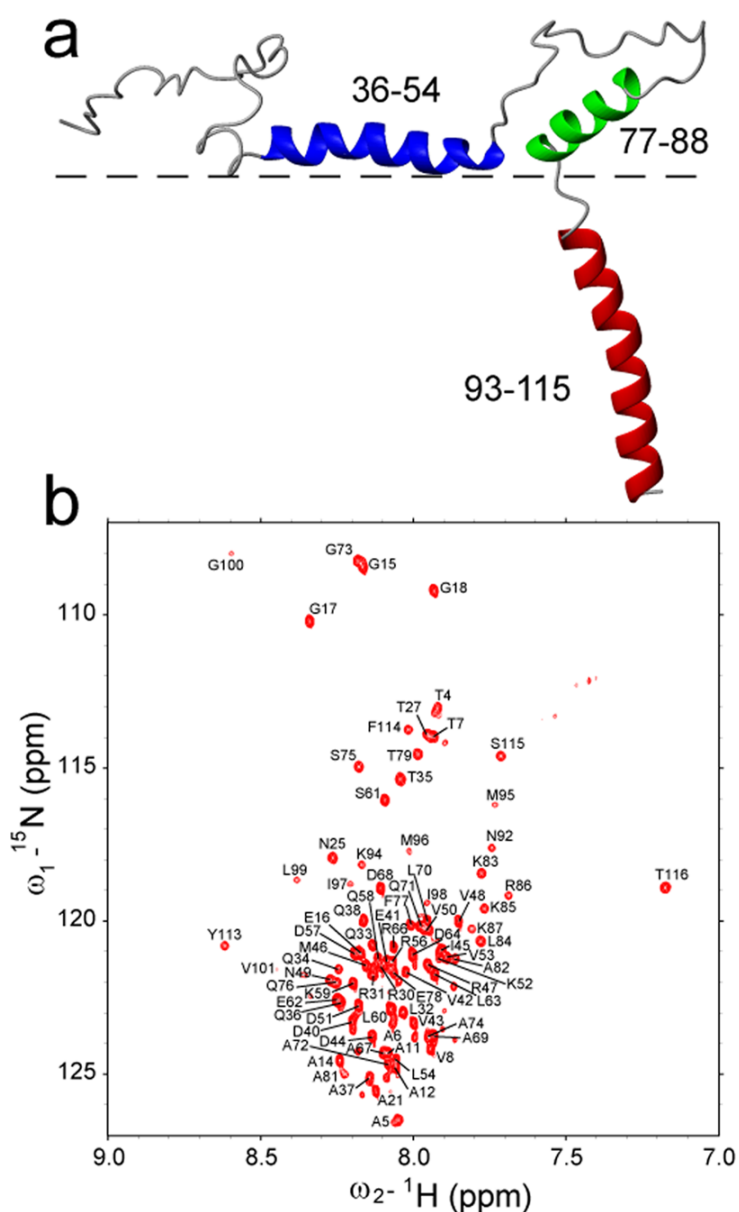 a
36-54
77-88
93-115
b
G73
G15
G100
G18
G17
110
T4
T27
T7
F114
S115
S75
T79
115
T35
M95
S61
M96
N92
N25
K94
L70
K83
L99
D68
Q71
I97
I98
R86
Q58
F77
V48
Q38
E41
V50
K85
E16
R66
120
D57
Q33
R56
D64
K87
Y113
M46
I45
L84
V53
Q34
A82
V101
K52
N49
R47
Q76
K59
R31
E78
L63
R30
V42
E62
L32
Q36
D51
L60
V43
A74
D40
A6
A69
D44
A11
A72
A67
V8
A14
L54
125
A81
A12
A37
A21
A5
ω1 - 15N (ppm)
9.0 8.5 8.0 7.5 7.0
ω2- 1H (ppm)
T116